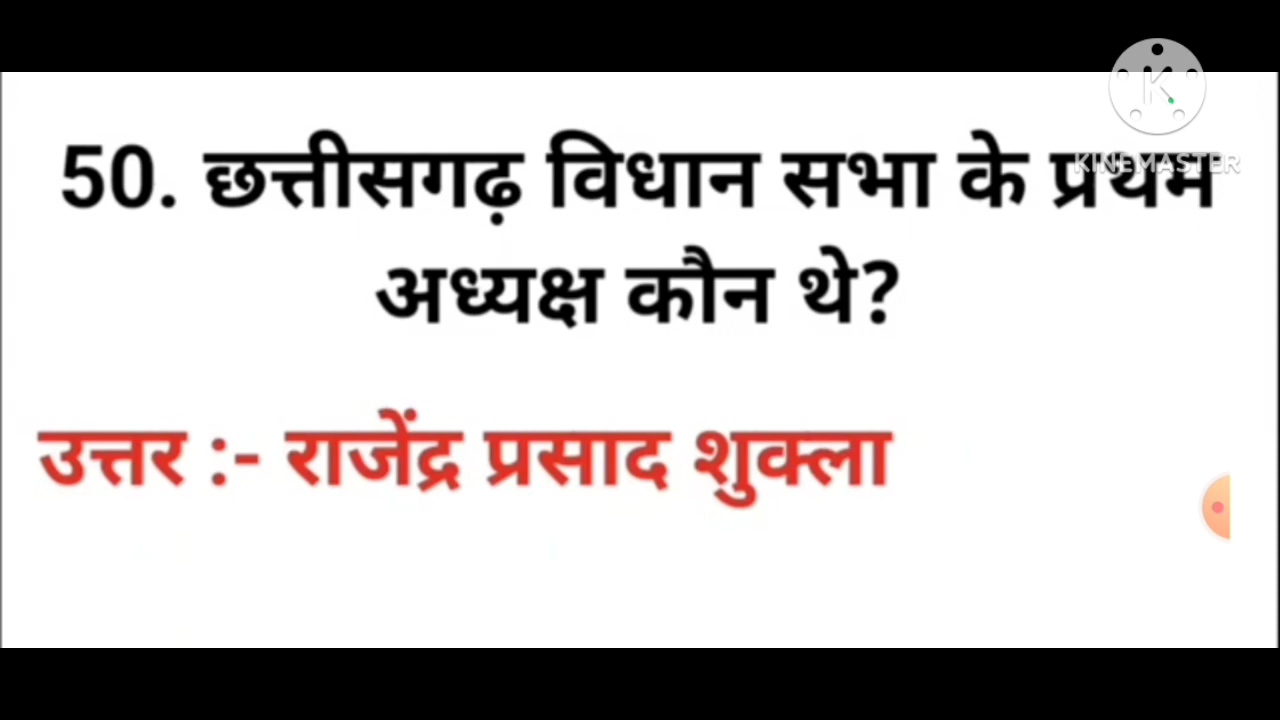 KINEMASTER
50. छत्तीसगढ़ विधान सभा के प्रथम
अध्यक्ष कौन थे?
उत्तर :- राजेंद्र प्रसाद शुक्ला